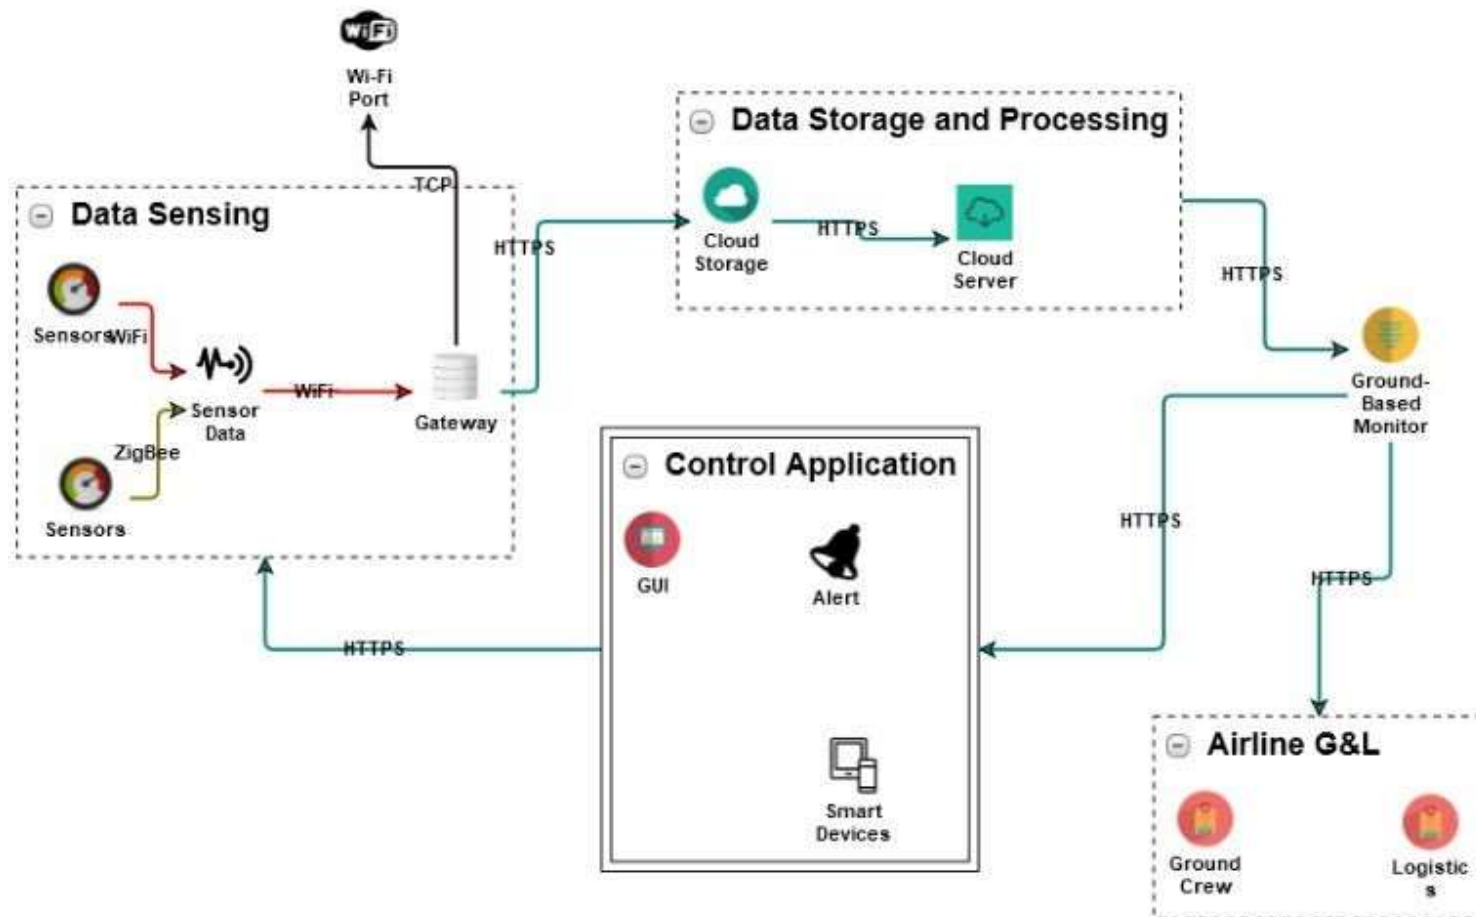 WiFi
Wi-Fi
Port
TCP
Data Sensing
Sensors
WiFi
Sensor
Data
WiFi
Gateway
ZigBee
Sensors
HTTPS
Data Storage and Processing
Cloud
Storage
HTTPS
Cloud
Server
HTTPS
Ground-
Based
Monitor
Control Application
GUI
Alert
Smart
Devices
HTTPS
HTTPS
HTTPS
Airline G&L
Ground
Crew
Logistic
s